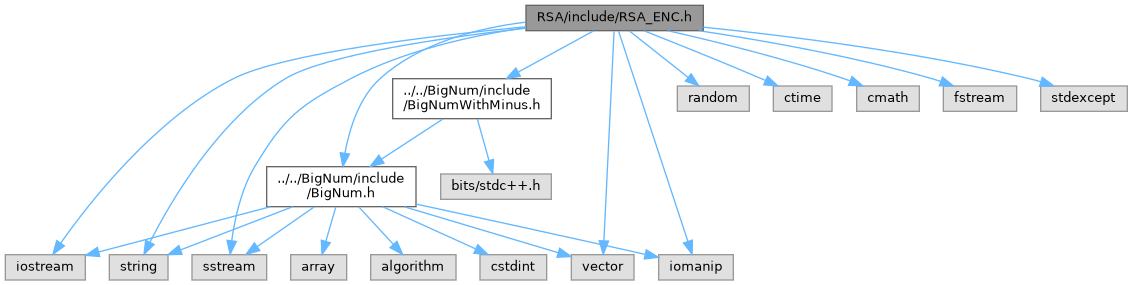 RSA/include/RSA_ENC.h
../../BigNum/include
/BigNumWithMinus.h
random
ctime
cmath
fstream
stdexcept
../../BigNum/include
/BigNum.h
bits/stdc++.h
iostream
string
sstream
array
algorithm
cstdint
vector
iomanip